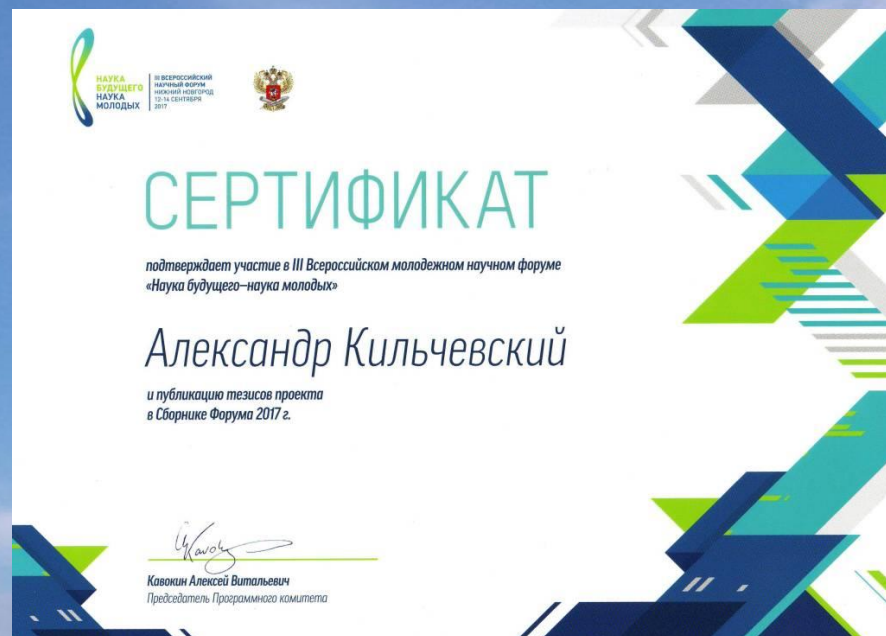 НАУКА
БУДУЩЕГО
НАУКА
МОЛОДЫХ
III ВСЕРОССИЙСКИЙ
НАУЧНЫЙ ФОРУМ
НИЖНИЙ НОВГОРОД
12-14 СЕНТЯБРЯ
2017
СЕРТИФИКАТ
подтверждает участие в III Всероссийском молодежном научном форуме
«Наука будущего–наука молодых»
Александр Кильчевский
и публикацию тезисов проекта
в Сборнике Форума 2017 г.
Кавокин Алексей Витальевич
Председатель Программного комитета